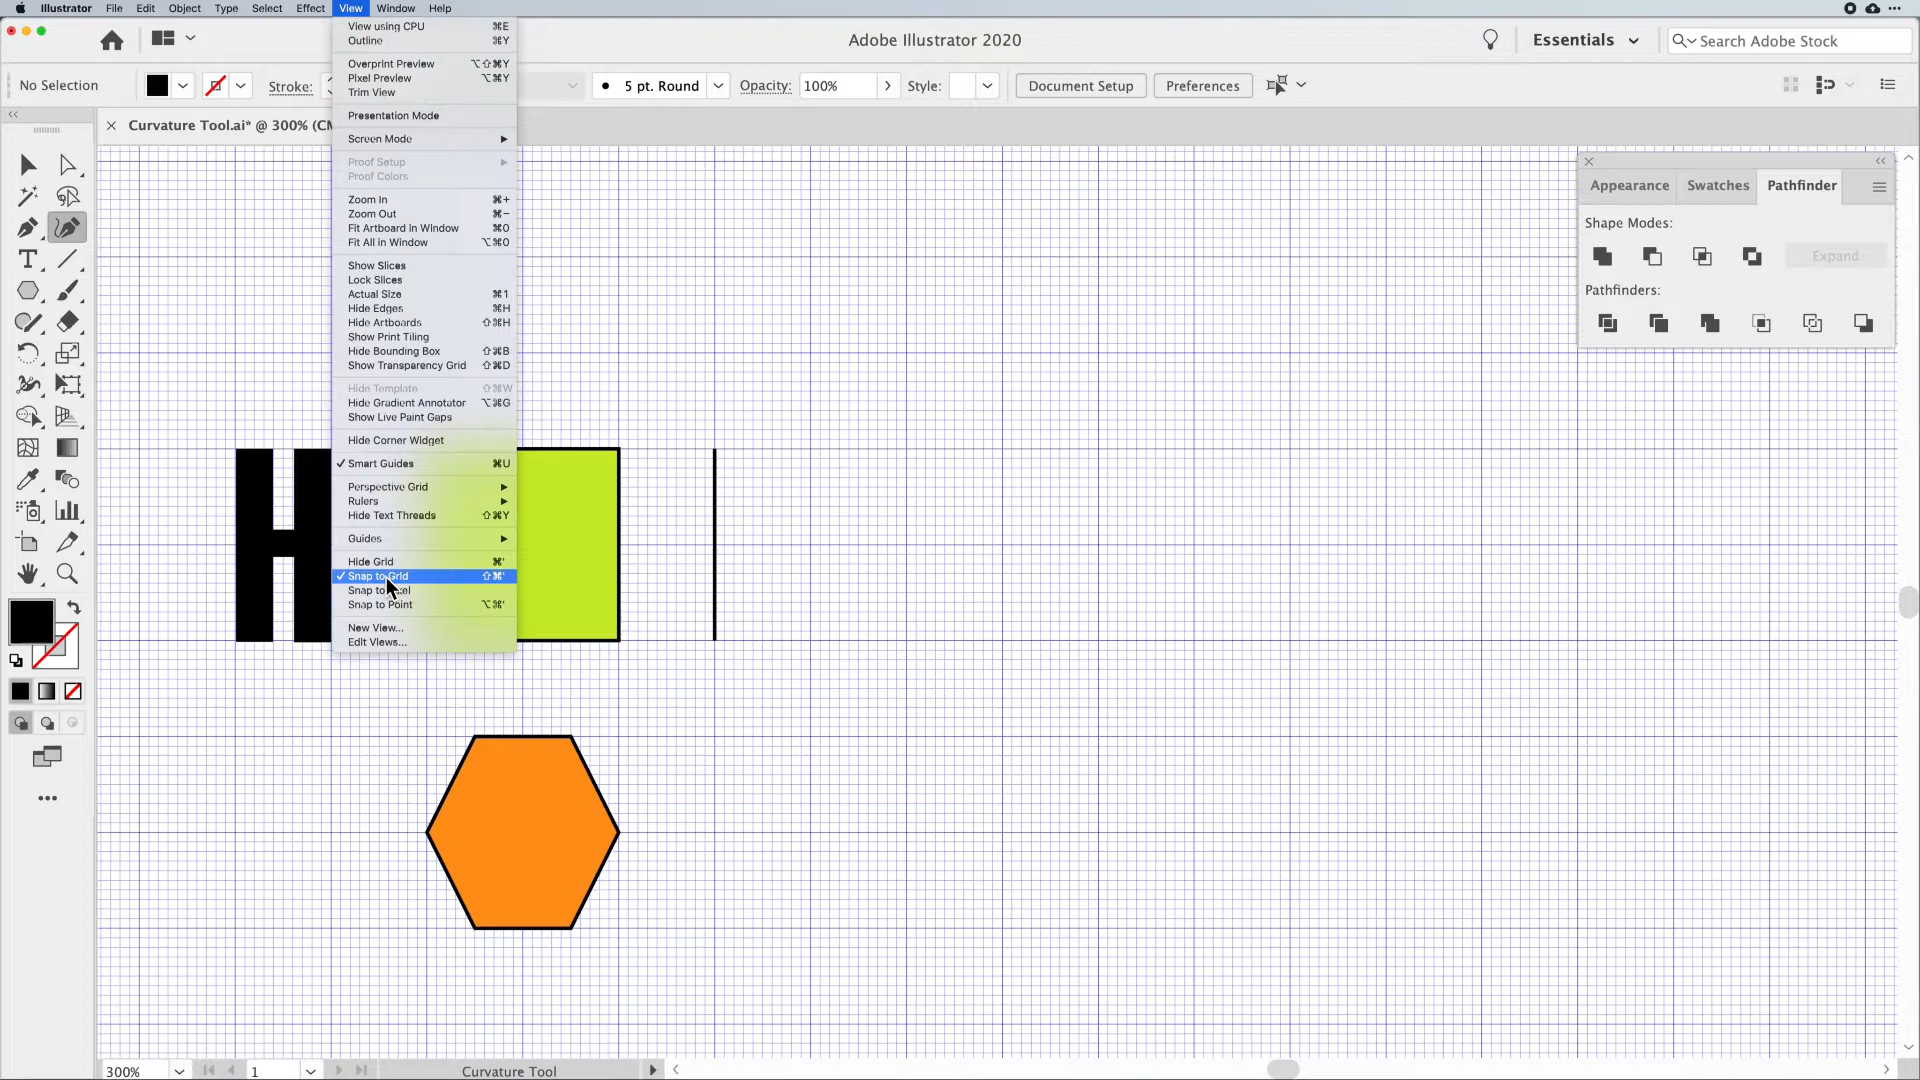 Illustrator File Edit Object Type Select Effect View Window Help
Adobe Illustrator 2020
Essentials
Search Adobe Stock
No Selection
Stroke:
5 pt. Round
Opacity: 100%
Style:
Document Setup
Preferences
Curvature Tool.ai* @ 300%
View using CPU ⌘E
Outline ⌘Y
Overprint Preview ⌥⇧⌘Y
Pixel Preview ⌥⌘Y
Trim View
Presentation Mode
Screen Mode
Proof Setup
Proof Colors
Zoom In ⌘+
Zoom Out ⌘−
Fit Artboard in Window ⌘0
Fit All in Window ⌥⌘0
Show Slices
Lock Slices
Actual Size ⌘1
Hide Edges ⌘H
Hide Artboards ⇧⌘H
Show Print Tiling
Hide Bounding Box ⇧⌘B
Show Transparency Grid ⇧⌘D
Hide Template ⇧⌘W
Hide Gradient Annotator ⌥⌘G
Show Live Paint Gaps
Hide Corner Widget
✓ Smart Guides ⌘U
Perspective Grid
Rulers
Hide Text Threads ⇧⌘Y
Guides
Hide Grid ⌘'
✓ Snap to Grid ⇧⌘'
Snap to
Snap to Point ⌥⌘'
New View...
Edit Views...
H
Appearance Swatches Pathfinder
Shape Modes:
Expand
Pathfinders:
300%
1
Curvature Tool